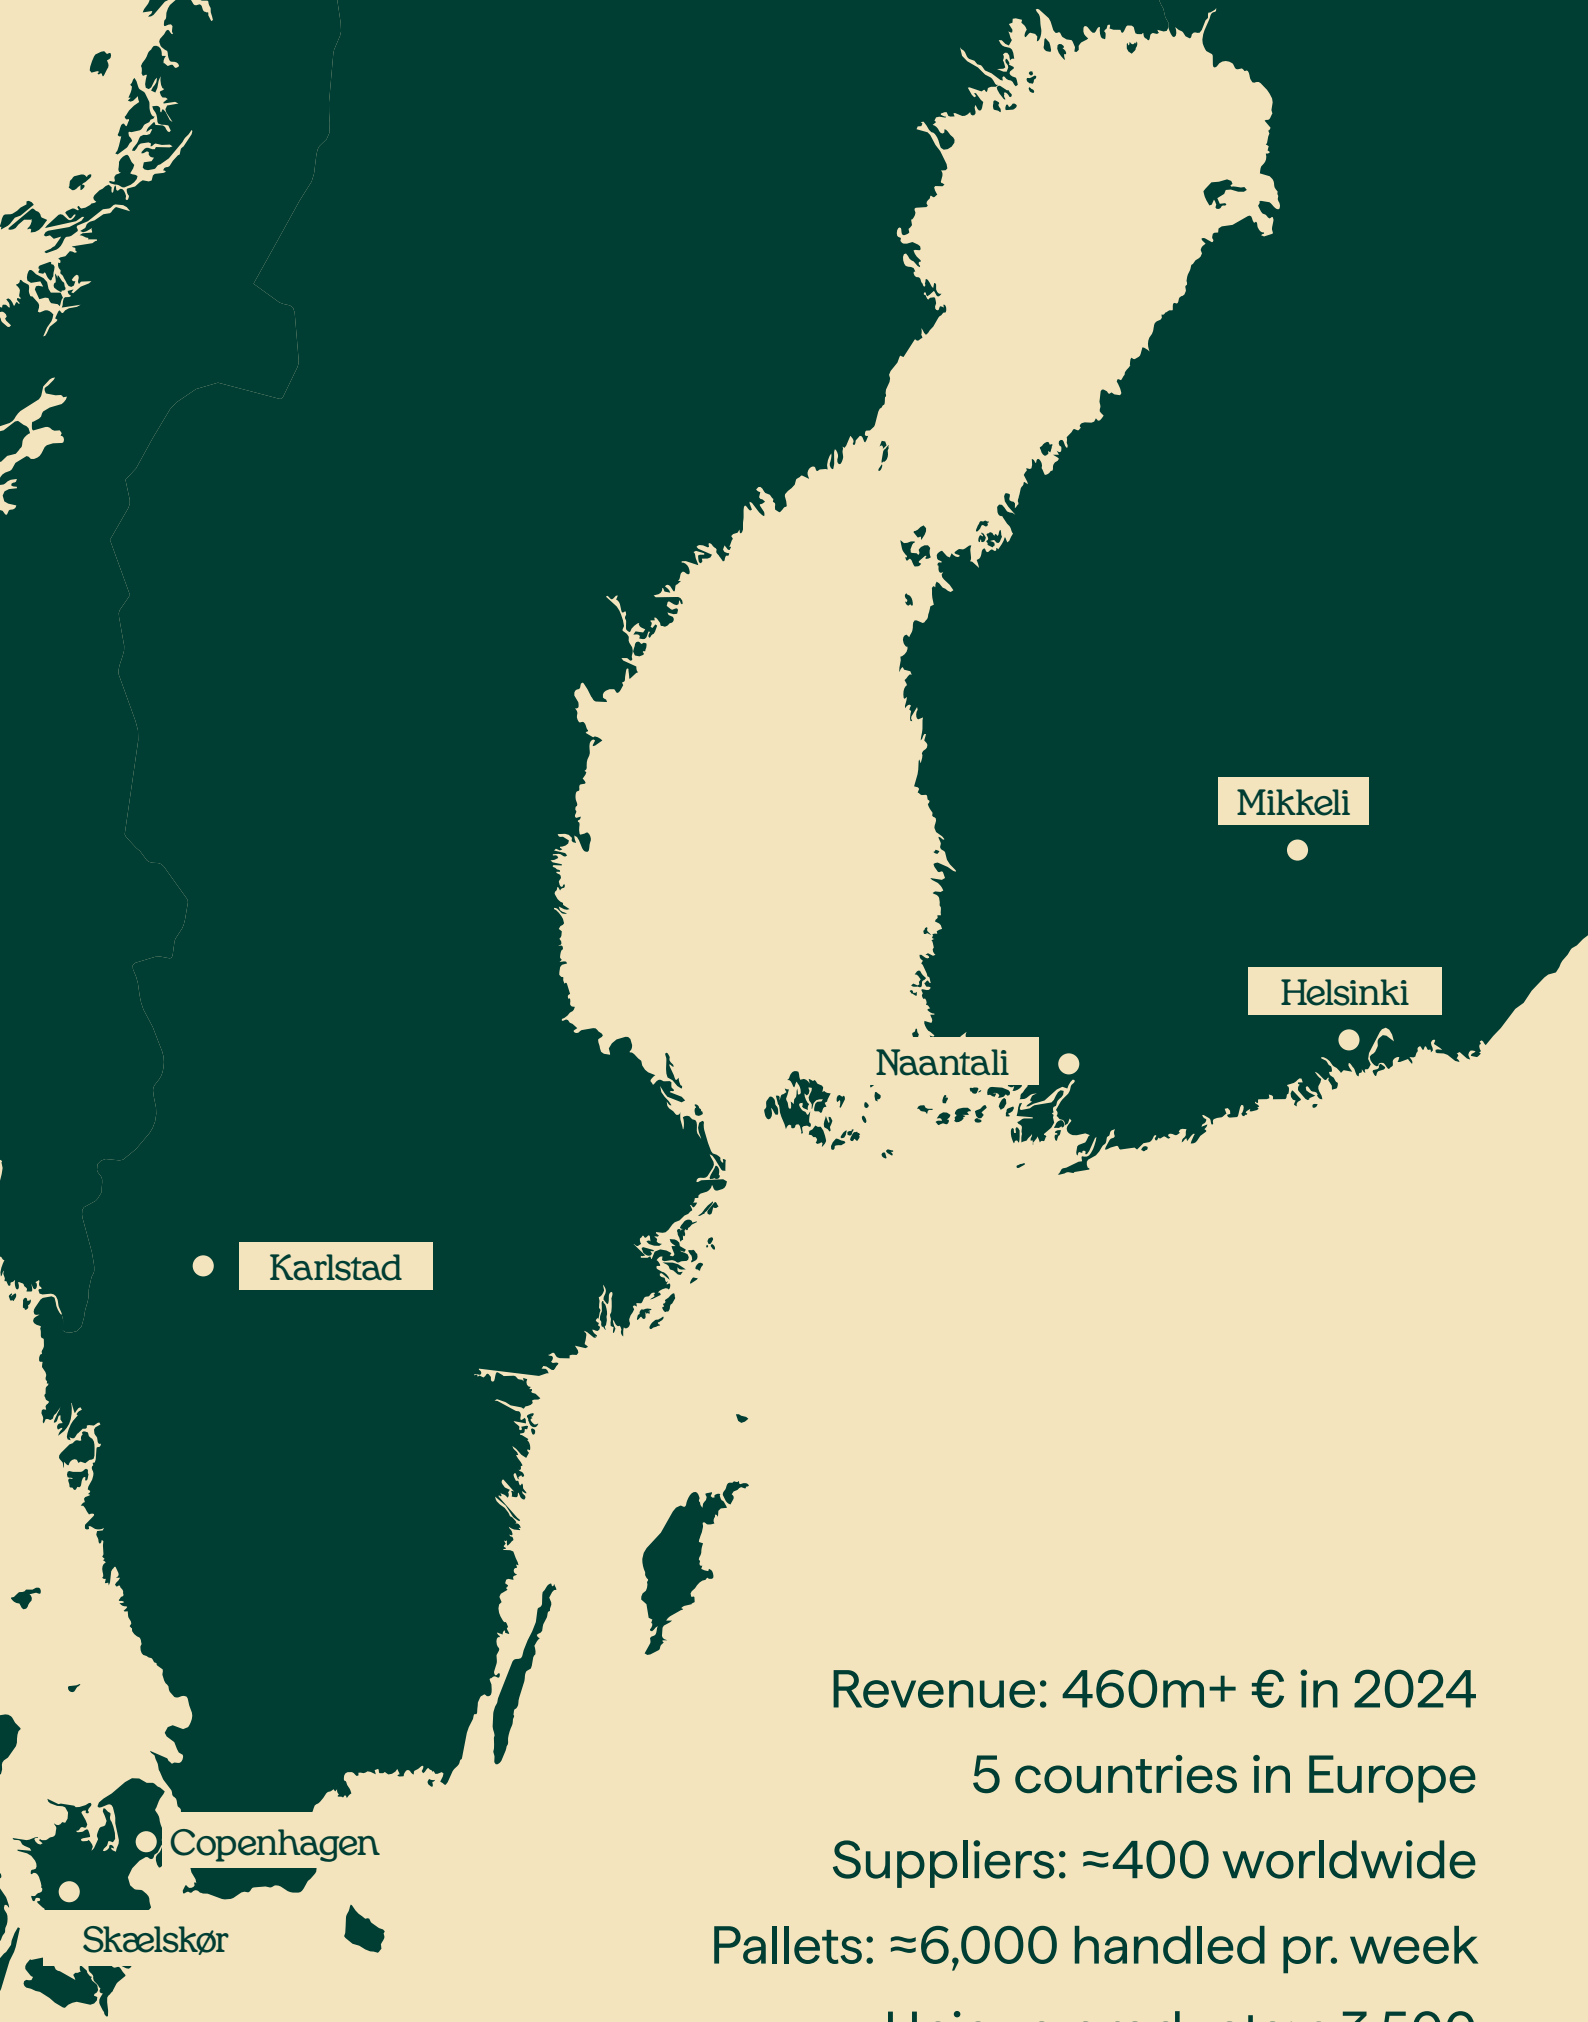 Mikkeli
Helsinki
Naantali
Karlstad
Revenue: 460m+ € in 2024
5 countries in Europe
Copenhagen
Suppliers: ≈400 worldwide
Skælskør
Pallets: ≈6,000 handled pr. week